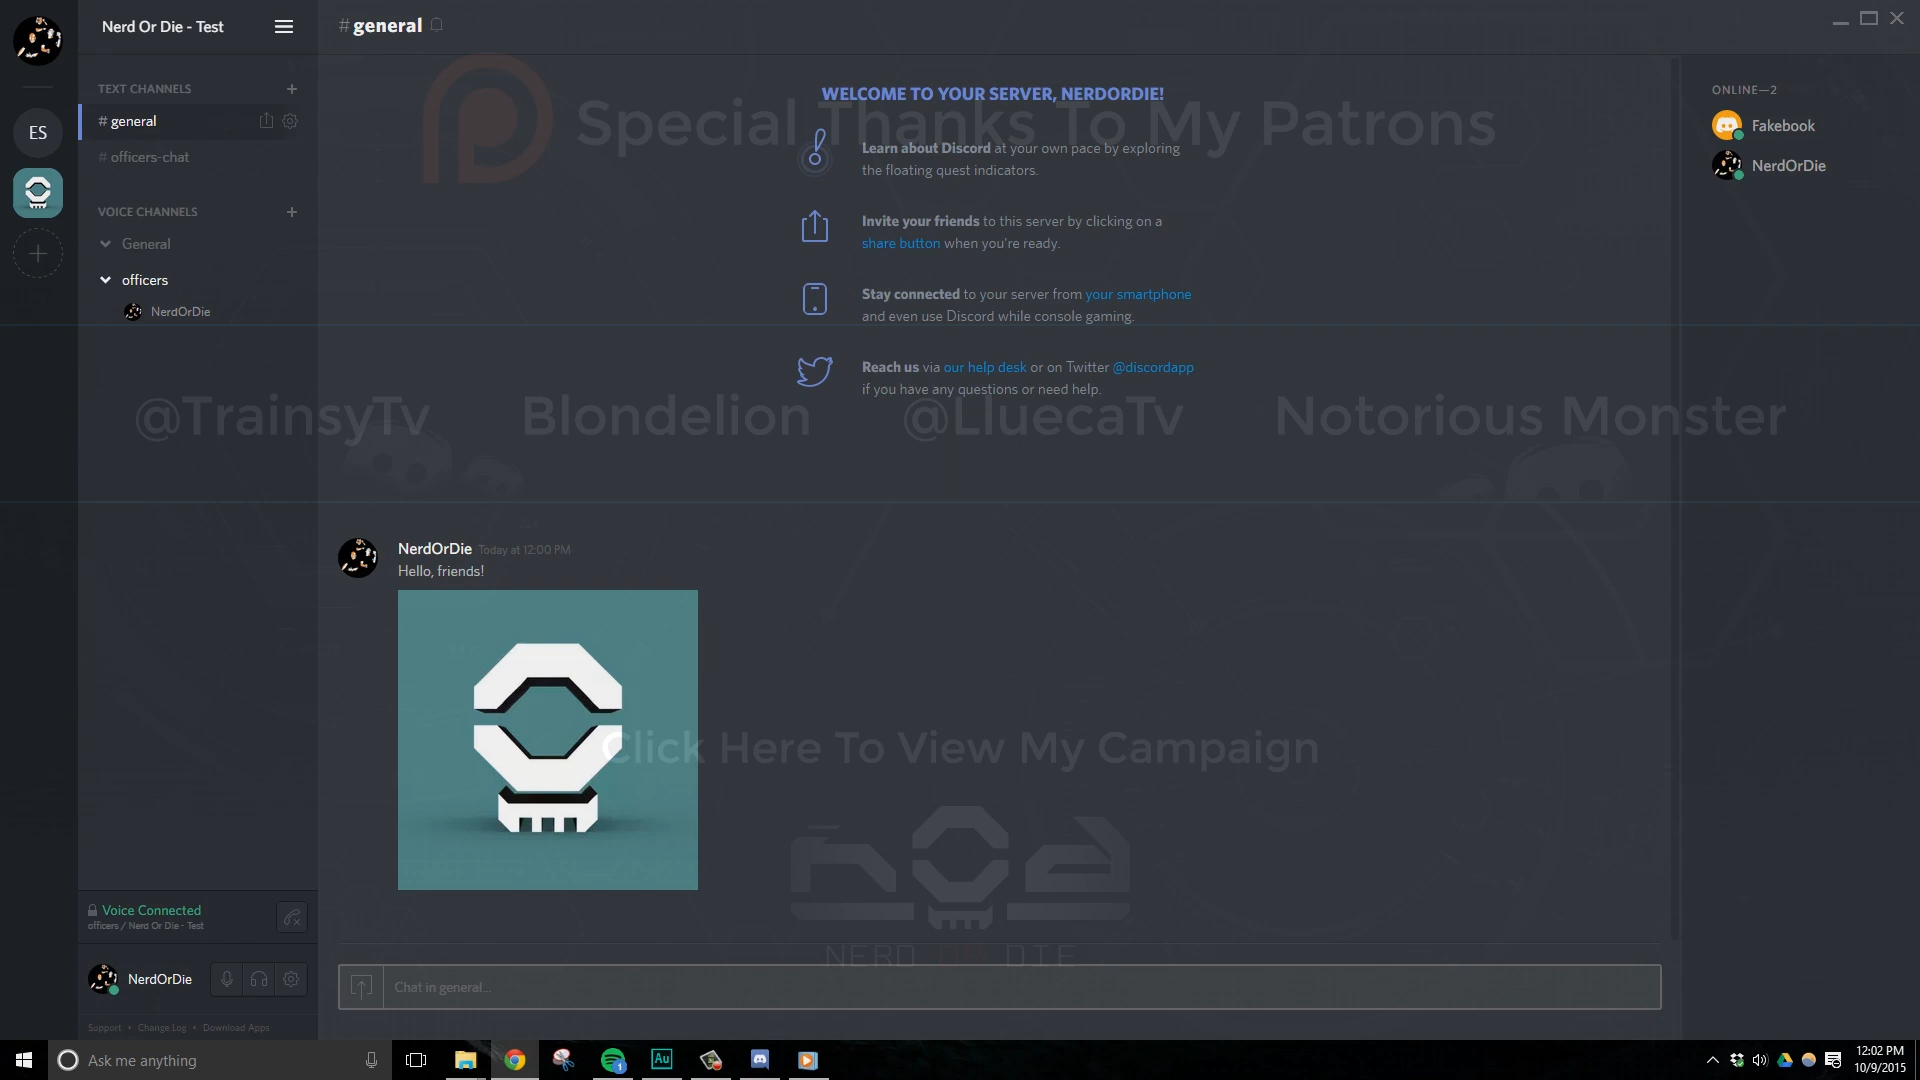 Nerd Or Die - Test
# general
TEXT CHANNELS
# general
# officers-chat
VOICE CHANNELS
General
officers
NerdOrDie
ES
Special Thanks To My Patrons
WELCOME TO YOUR SERVER, NERDORDIE!
Learn about Discord at your own pace by exploring
the floating quest indicators.
Invite your friends to this server by clicking on a
share button when you're ready.
Stay connected to your server from your smartphone
and even use Discord while console gaming.
Reach us via our help desk or on Twitter @discordapp
if you have any questions or need help.
ONLINE—2
Fakebook
NerdOrDie
@TrainsyTv Blondelion @LluecaTv Notorious Monster
NerdOrDie Today at 12:00 PM
Hello, friends!
Click Here To View My Campaign
NERD OR DIE
Voice Connected
officers / Nerd Or Die - Test
NerdOrDie
Chat in general...
Support • Change Log • Download Apps
Ask me anything
1
Au
12:02 PM
10/9/2015